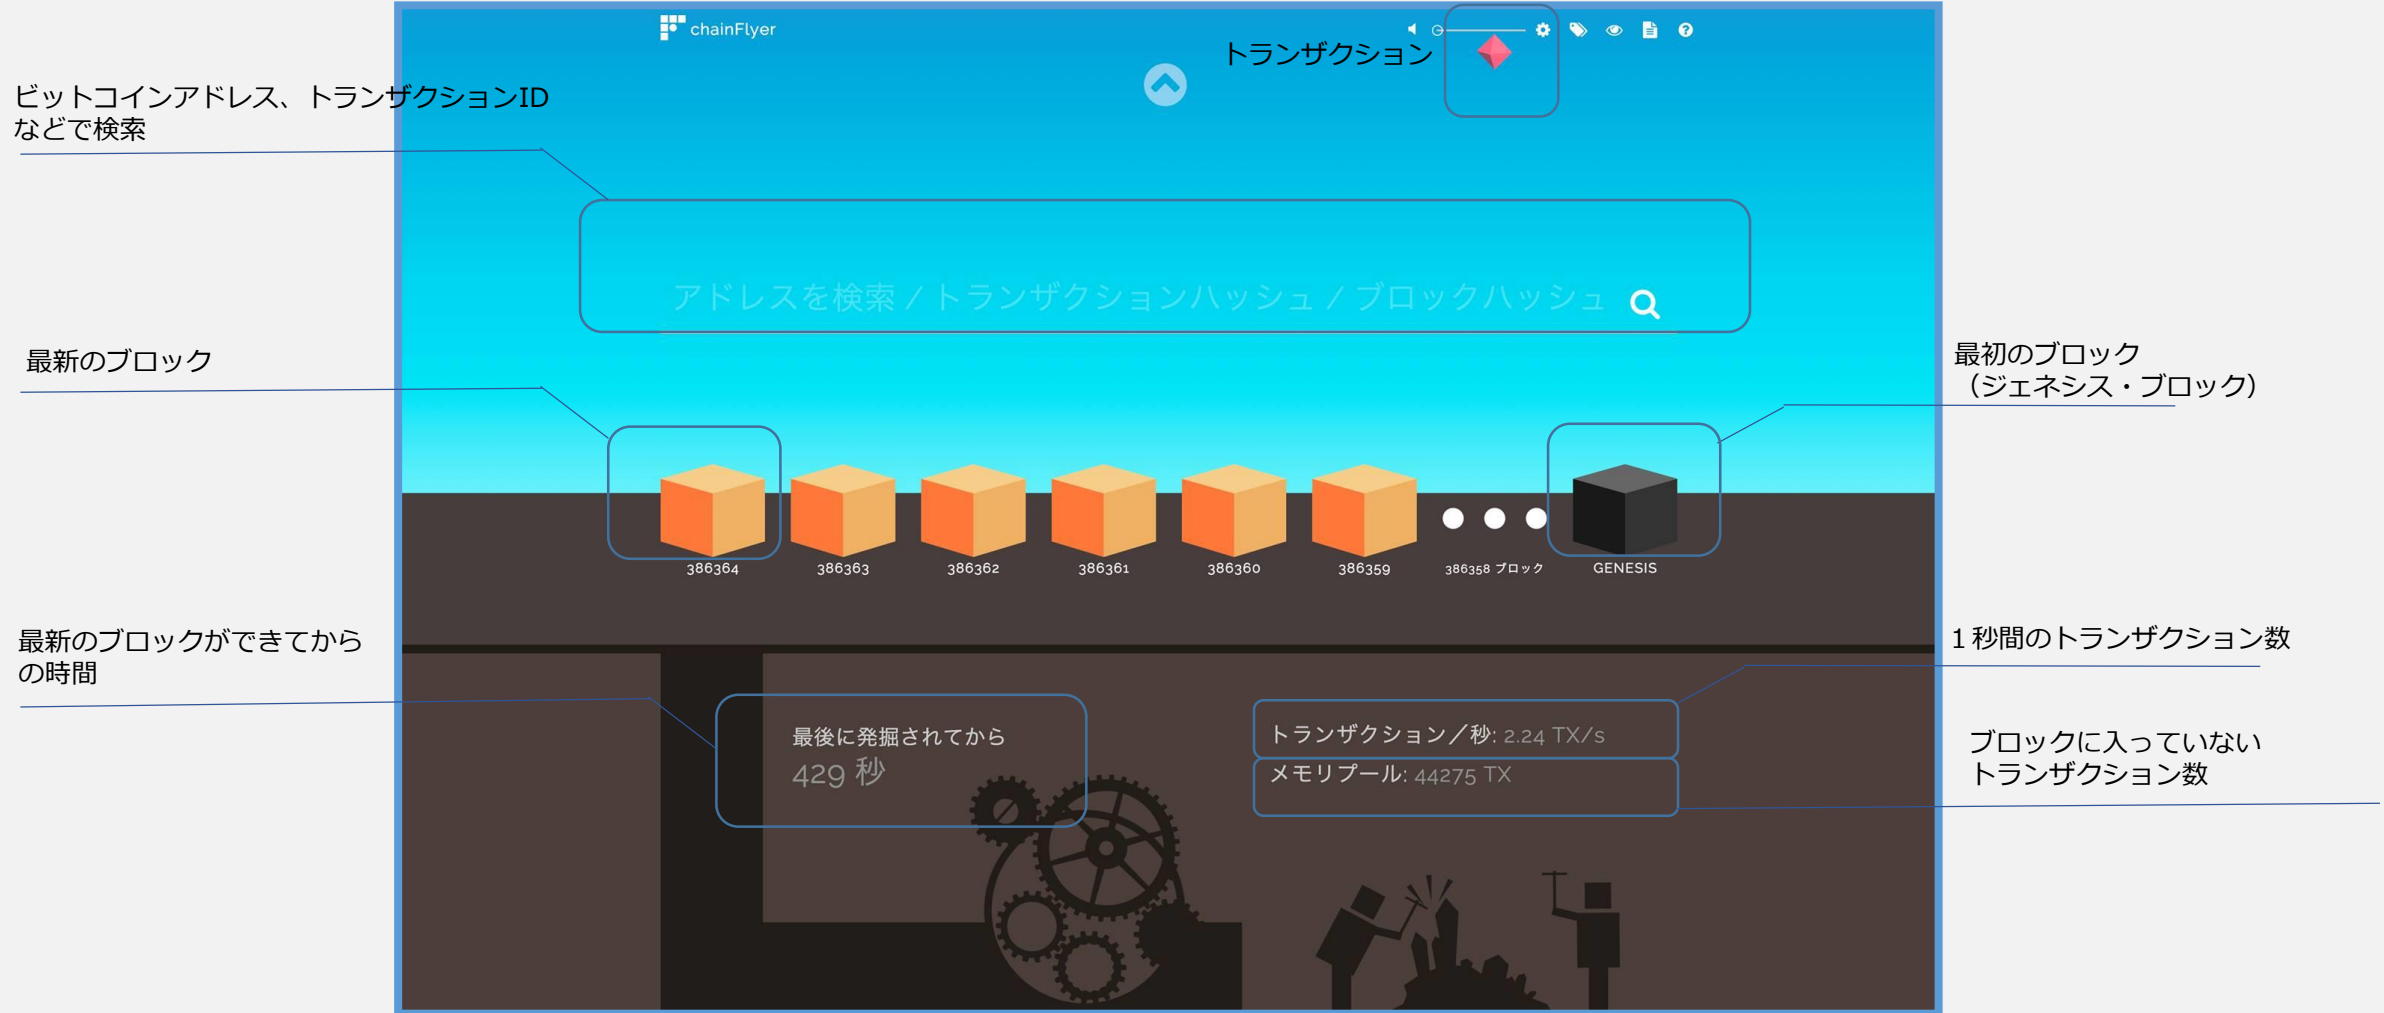 chainFlyer
トランザクション
ビットコインアドレス、トランザクションID
などで検索
アドレスを検索 / トランザクションハッシュ / ブロックハッシュ
最新のブロック
最初のブロック
（ジェネシス・ブロック）
386364
386363
386362
386361
386360
386359
386358 ブロック
GENESIS
最新のブロックができてから
の時間
１秒間のトランザクション数
最後に発掘されてから
429 秒
トランザクション／秒: 2.24 TX/s
メモリプール: 44275 TX
ブロックに入っていない
トランザクション数